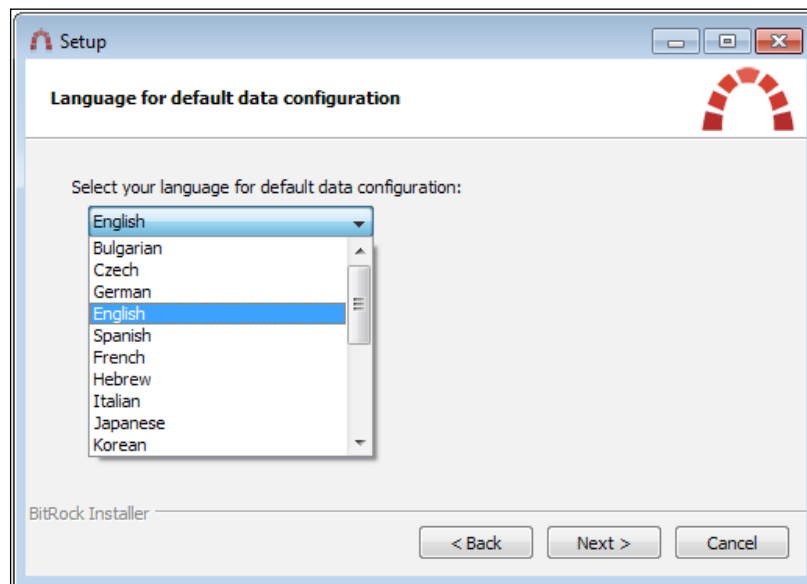 Setup
Language for default data configuration
Select your language for default data configuration:
English
Bulgarian
Czech
German
English
Spanish
French
Hebrew
Italian
Japanese
Korean
BitRock Installer
< Back Next > Cancel